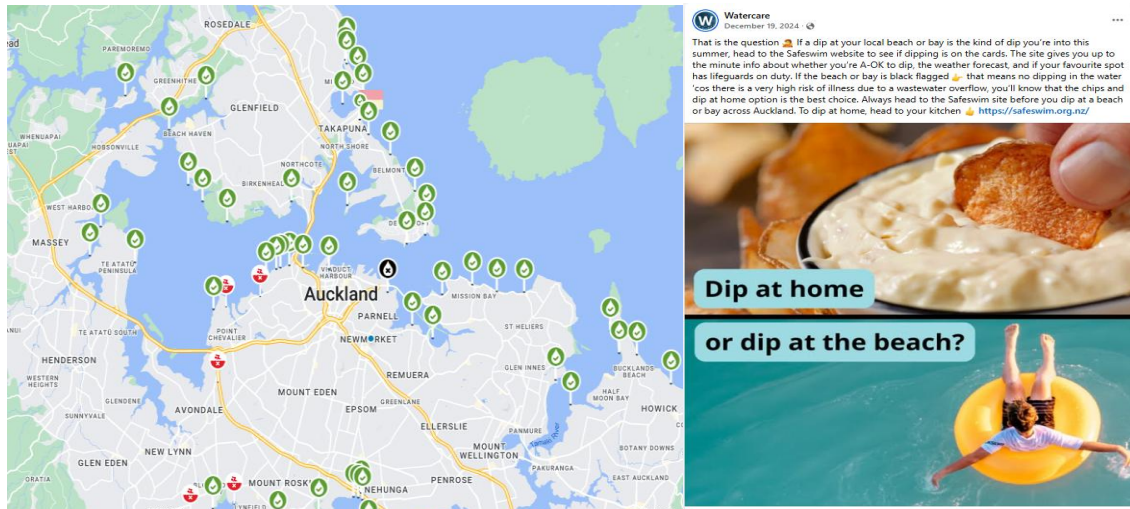 ROSEDALE
PAREMOREMO
ead
GREENHITHE
GLENFIELD
WHENUAPAI
UAPAI
BEACH HAVEN
HOBSONVILLE
TAKAPUNA
NORTH SHORE
NORTHCOTE
BELMONT
BIRKENHEAD
WEST HARBO
MASSEY
TE ATATŪ
PENINSULA
VIADUCT
HARBOUR
Auckland
MISSION BAY
PARNELL
POINT
CHEVALIER
ST HELIERS
TE ATATŪ SOUTH
NEWMARKET
HENDERSON
WESTERN
HEIGHTS
REMUERA
GLEN INNES
BUCKLANDS
BEACH
HALF
MOON BAY
GLENDENE
MOUNT EDEN
AVONDALE
EPSOM
GREENLANE
HOWICK
SUNNYVALE
ELLERSLIE
PANMURE
Tamaki River
NEW LYNN
GLEN EDEN
MOUNT
WELLINGTON
BOTANY DOWNS
PAKURANGA
ORATIA
MOUNT ROSK
PENROSE
EAST AUCKLAND
NEHUNGA
LYNFIELD
W
Watercare
December 19, 2024 ·
That is the question 🙇 If a dip at your local beach or bay is the kind of dip you're into this
summer, head to the Safeswim website to see if dipping is on the cards. The site gives you up to
the minute info about whether you're A-OK to dip, the weather forecast, and if your favourite spot
has lifeguards on duty. If the beach or bay is black flagged 👉 that means no dipping in the water
'cos there is a very high risk of illness due to a wastewater overflow, you'll know that the chips and
dip at home option is the best choice. Always head to the Safeswim site before you dip at a beach
or bay across Auckland. To dip at home, head to your kitchen 👍 https://safeswim.org.nz/
Dip at home
or dip at the beach?